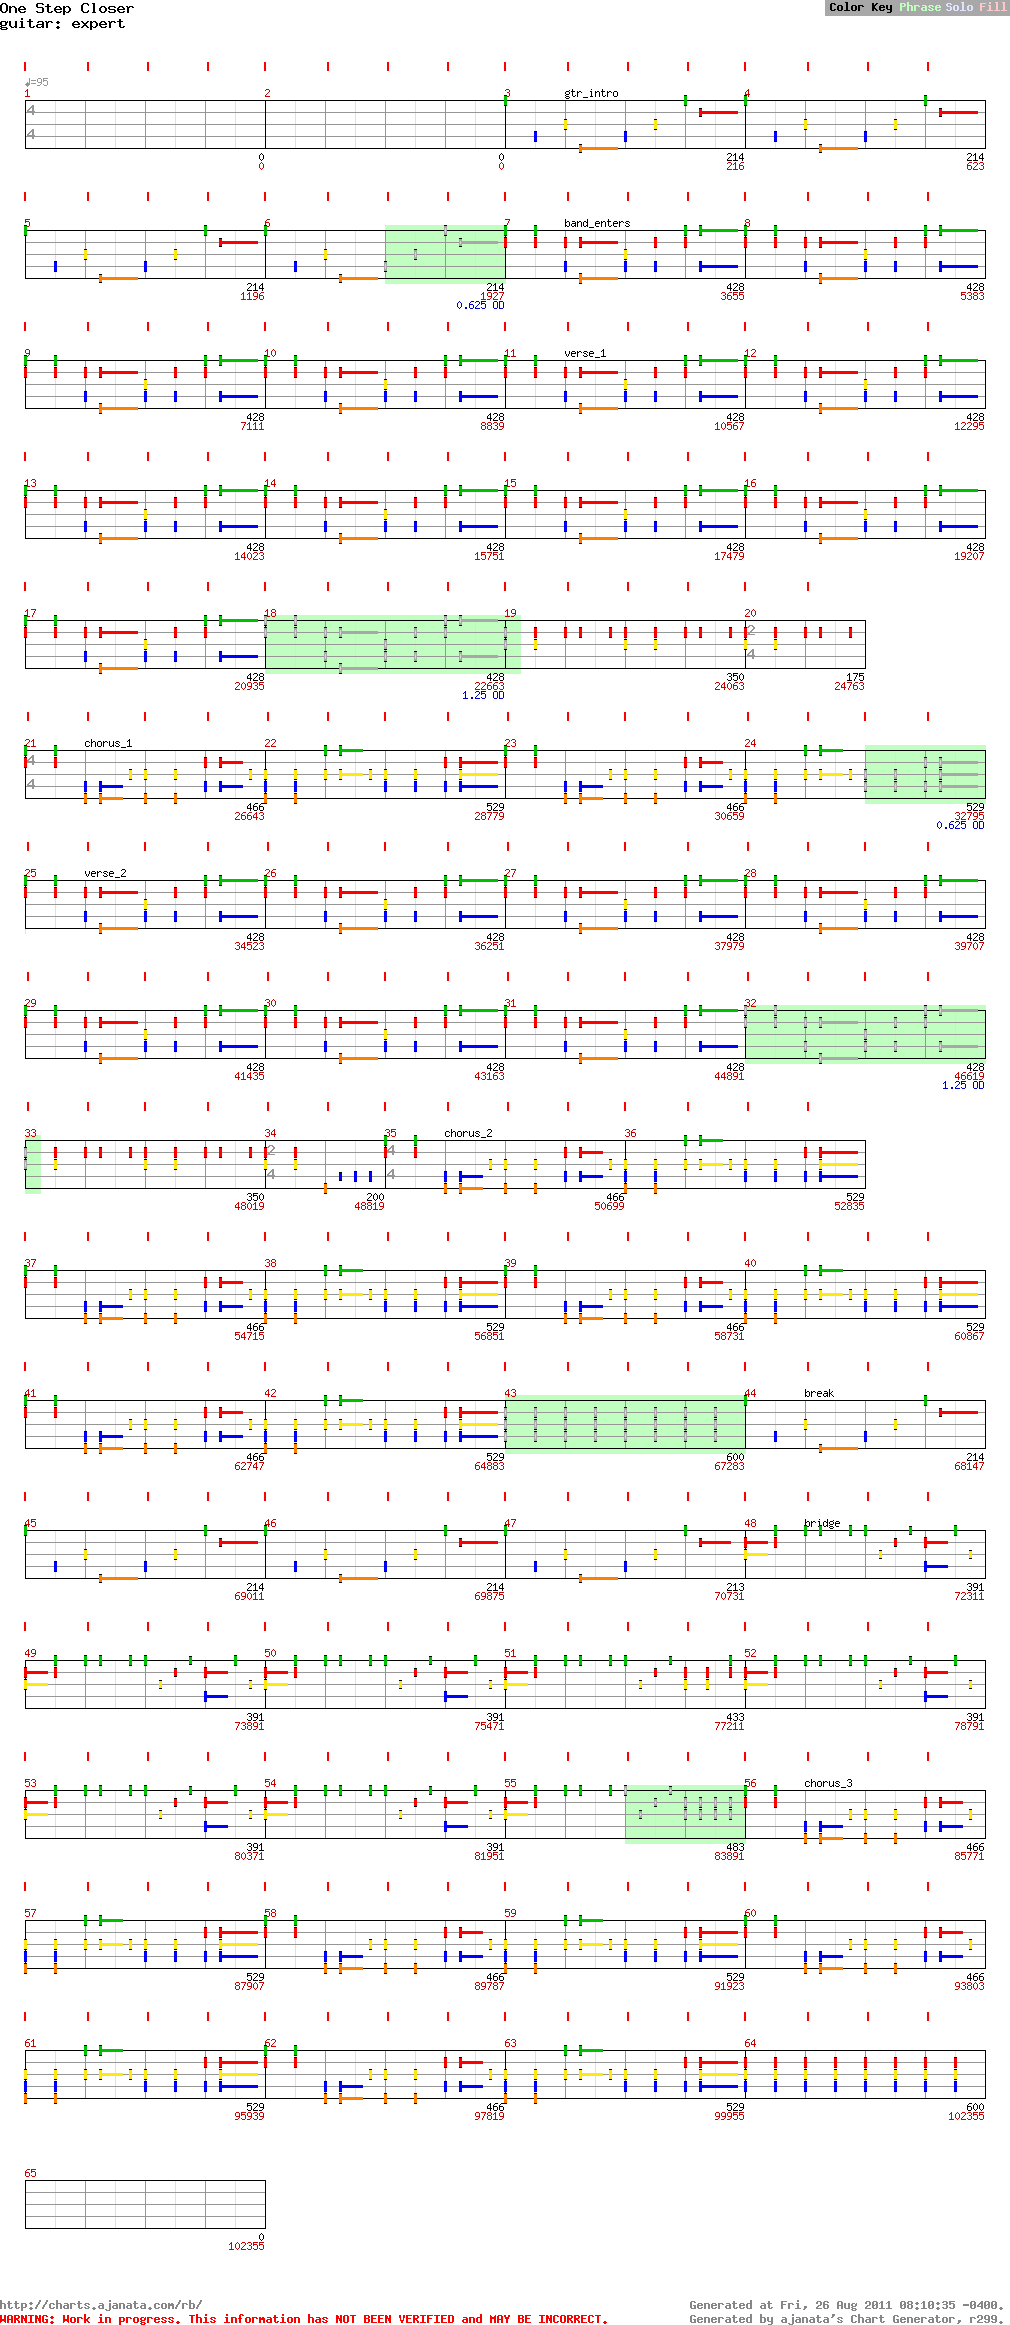 One Step Closer
guitar: expert
Color Key Phrase Solo Fill
♩=95
1 2 3 gtr_intro 4
4
4
0 0 214 214
0 0 216 623
5 6 7 band_enters 8
214 214 428 428
1196 1927 3655 5383
0.625 OD
9 10 11 verse_1 12
428 428 428 428
7111 8839 10567 12295
13 14 15 16
428 428 428 428
14023 15751 17479 19207
17 18 19 20
2
4
428 428 350 175
20935 22663 24063 24763
1.25 OD
21 chorus_1 22 23 24
4
4
466 529 466 529
26643 28779 30659 32795
0.625 OD
25 verse_2 26 27 28
428 428 428 428
34523 36251 37979 39707
29 30 31 32
428 428 428 428
41435 43163 44891 46619
1.25 OD
33 34 35 chorus_2 36
2 4
4 4
350 200 466 529
48019 48819 50699 52835
37 38 39 40
466 529 466 529
54715 56851 58731 60867
41 42 43 44 break
466 529 600 214
62747 64883 67283 68147
45 46 47 48 bridge
214 214 213 391
69011 69875 70731 72311
49 50 51 52
391 391 433 391
73891 75471 77211 78791
53 54 55 56 chorus_3
391 391 483 466
80371 81951 83891 85771
57 58 59 60
529 466 529 466
87907 89787 91923 93803
61 62 63 64
529 466 529 600
95939 97819 99955 102355
65
0
102355
http://charts.ajanata.com/rb/
Generated at Fri, 26 Aug 2011 08:10:35 -0400.
WARNING: Work in progress. This information has NOT BEEN VERIFIED and MAY BE INCORRECT.
Generated by ajanata's Chart Generator, r299.